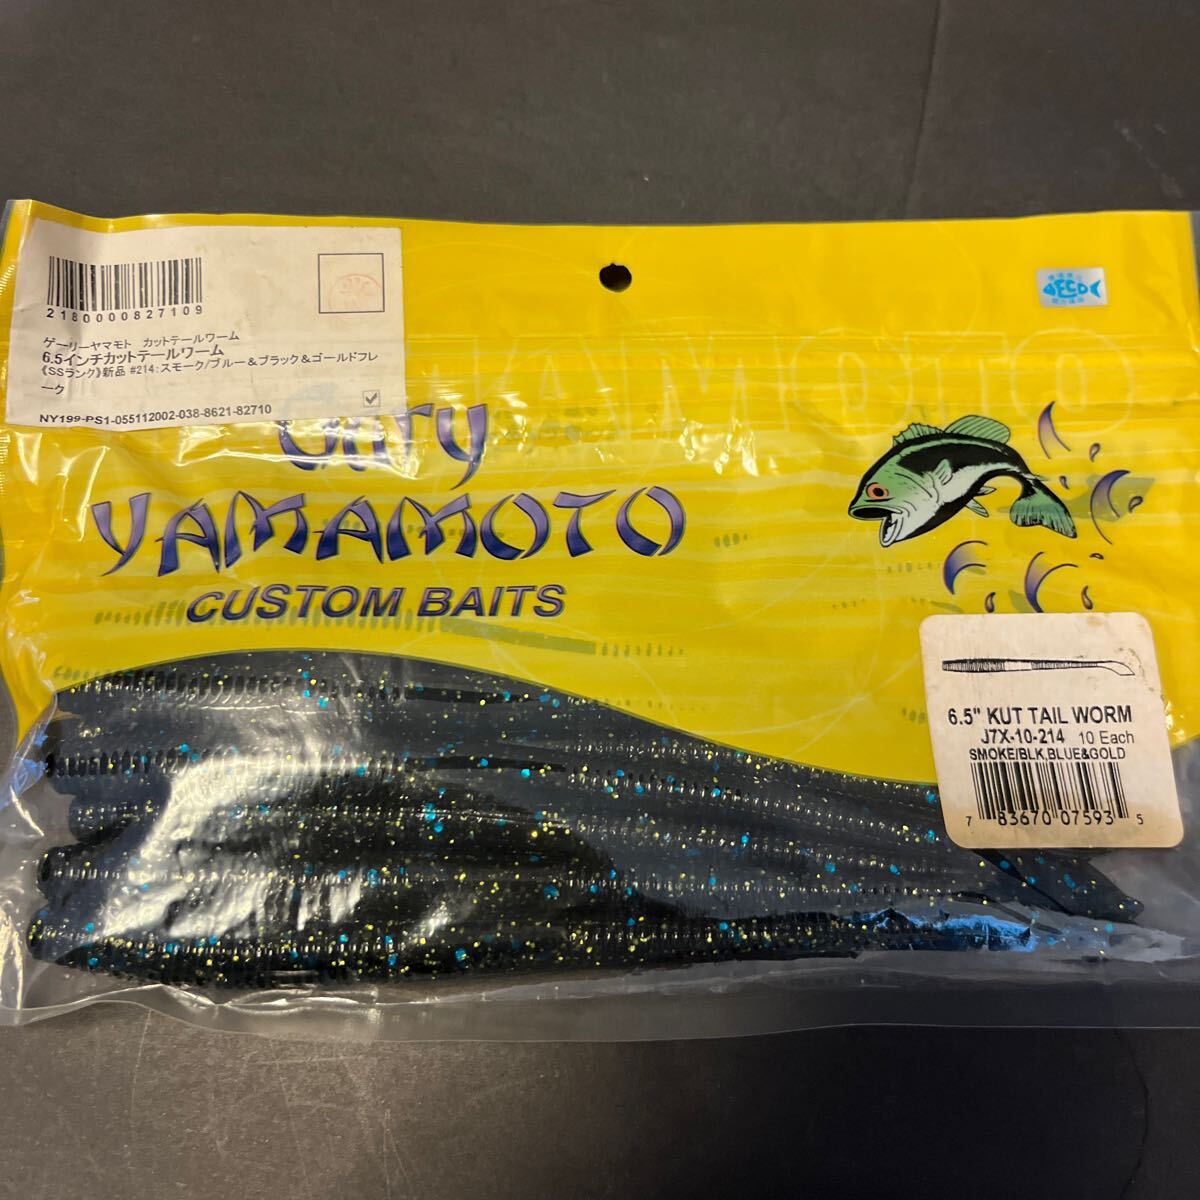 2180000827109
ゲーリーヤマモト カットテールワーム
6.5インチカットテールワーム
《SSランク》新品 #214:スモーク/ブルー＆ブラック＆ゴールドフレ
ーク
NY199-PS1-055112002-038-8621-82710
YAMAMOTO
ECO
Gary
YAMAMOTO
CUSTOM BAITS
6.5" KUT TAIL WORM
J7X-10-214 10 Each
SMOKE/BLK,BLUE&GOLD
7 83670 07593 5